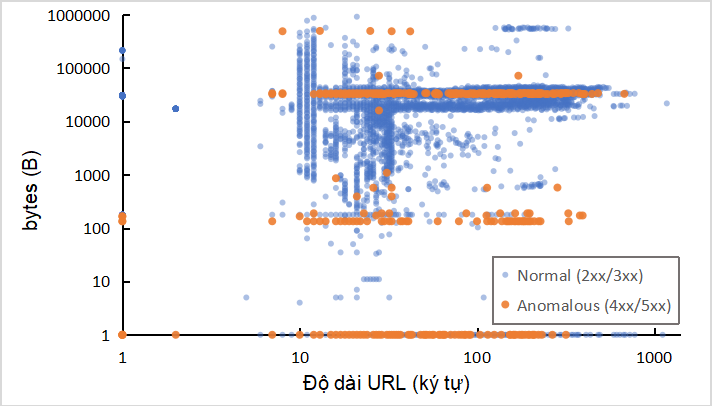 1000000
100000
10000
1000
100
10
1
bytes (B)
Normal (2xx/3xx)
Anomalous (4xx/5xx)
1 10 100 1000
Độ dài URL (ký tự)